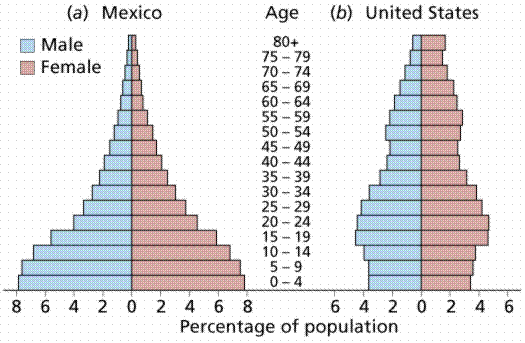 (a) Mexico Age (b) United States
Male
Female
80+
75 – 79
70 – 74
65 – 69
60 – 64
55 – 59
50 – 54
45 – 49
40 – 44
35 – 39
30 – 34
25 – 29
20 – 24
15 – 19
10 – 14
5 – 9
0 – 4
8 6 4 2 0 2 4 6 8 6 4 2 0 2 4 6
Percentage of population